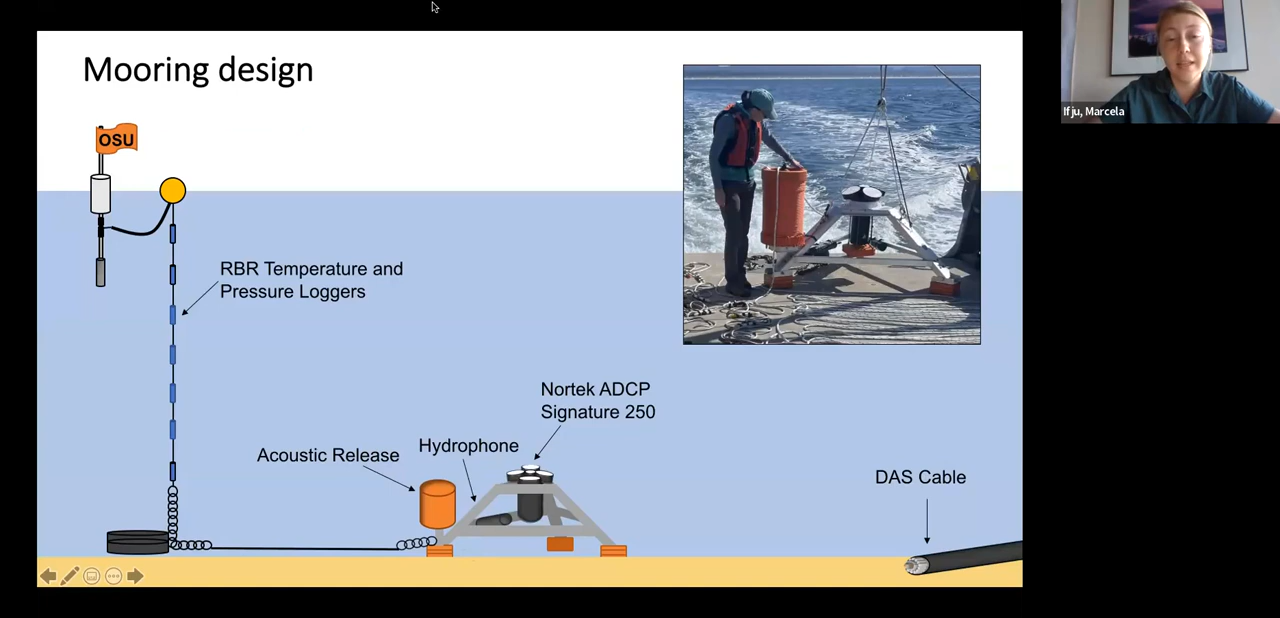 Mooring design
OSU
RBR Temperature and
Pressure Loggers
Nortek ADCP
Signature 250
Acoustic Release
Hydrophone
DAS Cable
Ifju, Marcela